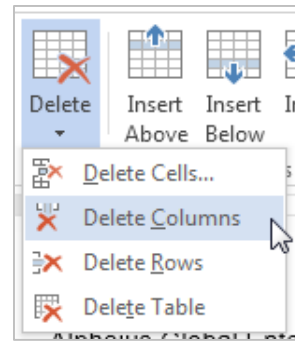 Delete
Insert
Above
Insert
Below
Delete Cells...
Delete Columns
Delete Rows
Delete Table